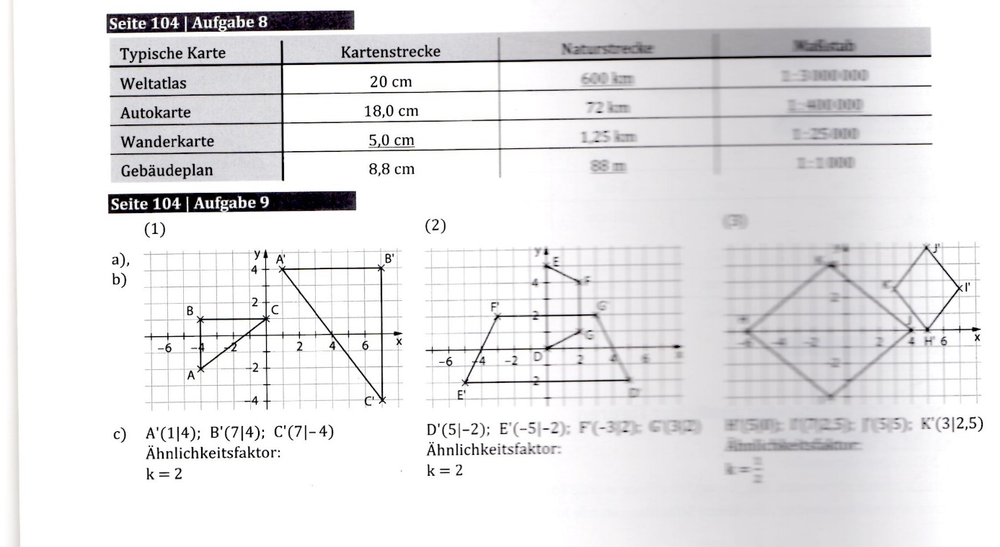 Seite 104 | Aufgabe 8
Typische Karte Kartenstrecke Naturstrecke Maßstab
Weltatlas 20 cm 600 km 1:3 000 000
Autokarte 18,0 cm 72 km 1:400 000
Wanderkarte 5,0 cm 1,25 km 1:25 000
Gebäudeplan 8,8 cm 88 m 1:1 000
Seite 104 | Aufgabe 9
(1) (2) (3)
a),
b)
y A' B'
4
2
B C
-6 -4 -2 2 4 6 x
A -2
-4 C'
y E
4 F
F' 2 G'
G
D
-6 -4 -2 2 4 6
E' -2 D'
J'
K' I'
2
-2 2 4 H' 6 x
J
c) A'(1|4); B'(7|4); C'(7|-4) D'(5|-2); E'(-5|-2); F'(-3|2); G'(3|2) H'(5|0); I'(7|2,5); J'(5|5); K'(3|2,5)
Ähnlichkeitsfaktor: Ähnlichkeitsfaktor: Ähnlichkeitsfaktor:
k = 2 k = 2 k =